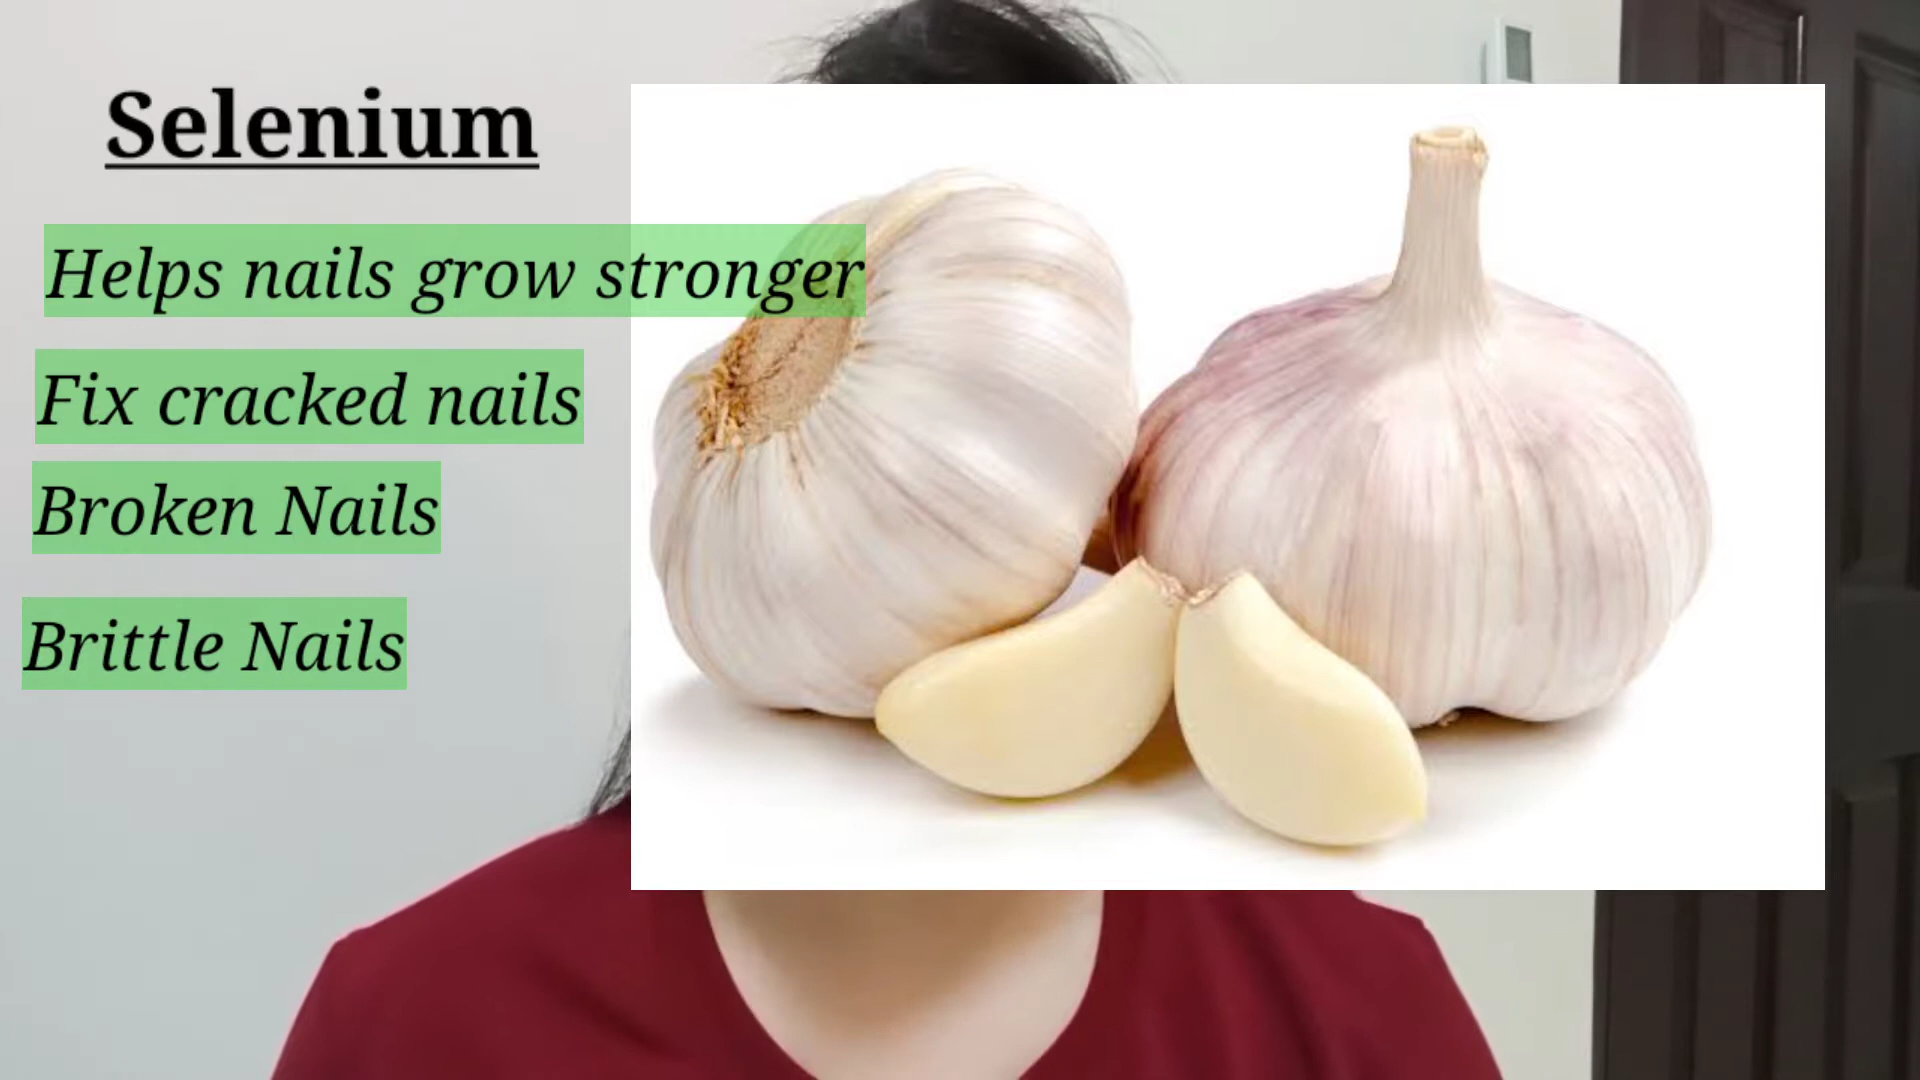 Selenium
Helps nails grow stronger
Fix cracked nails
Broken Nails
Brittle Nails